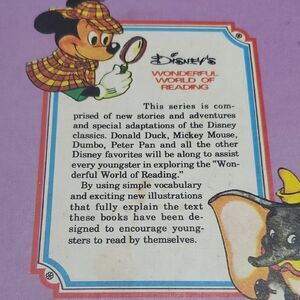 Disney's
WONDERFUL
WORLD OF
READING
This series is com-
prised of new stories and adventures
and special adaptations of the Disney
classics. Donald Duck, Mickey Mouse,
Dumbo, Peter Pan and all the other
Disney favorites will be along to assist
every youngster in exploring the "Won-
derful World of Reading."
By using simple vocabulary
and exciting new illustrations
that fully explain the text
these books have been de-
signed to encourage young-
sters to read by themselves.